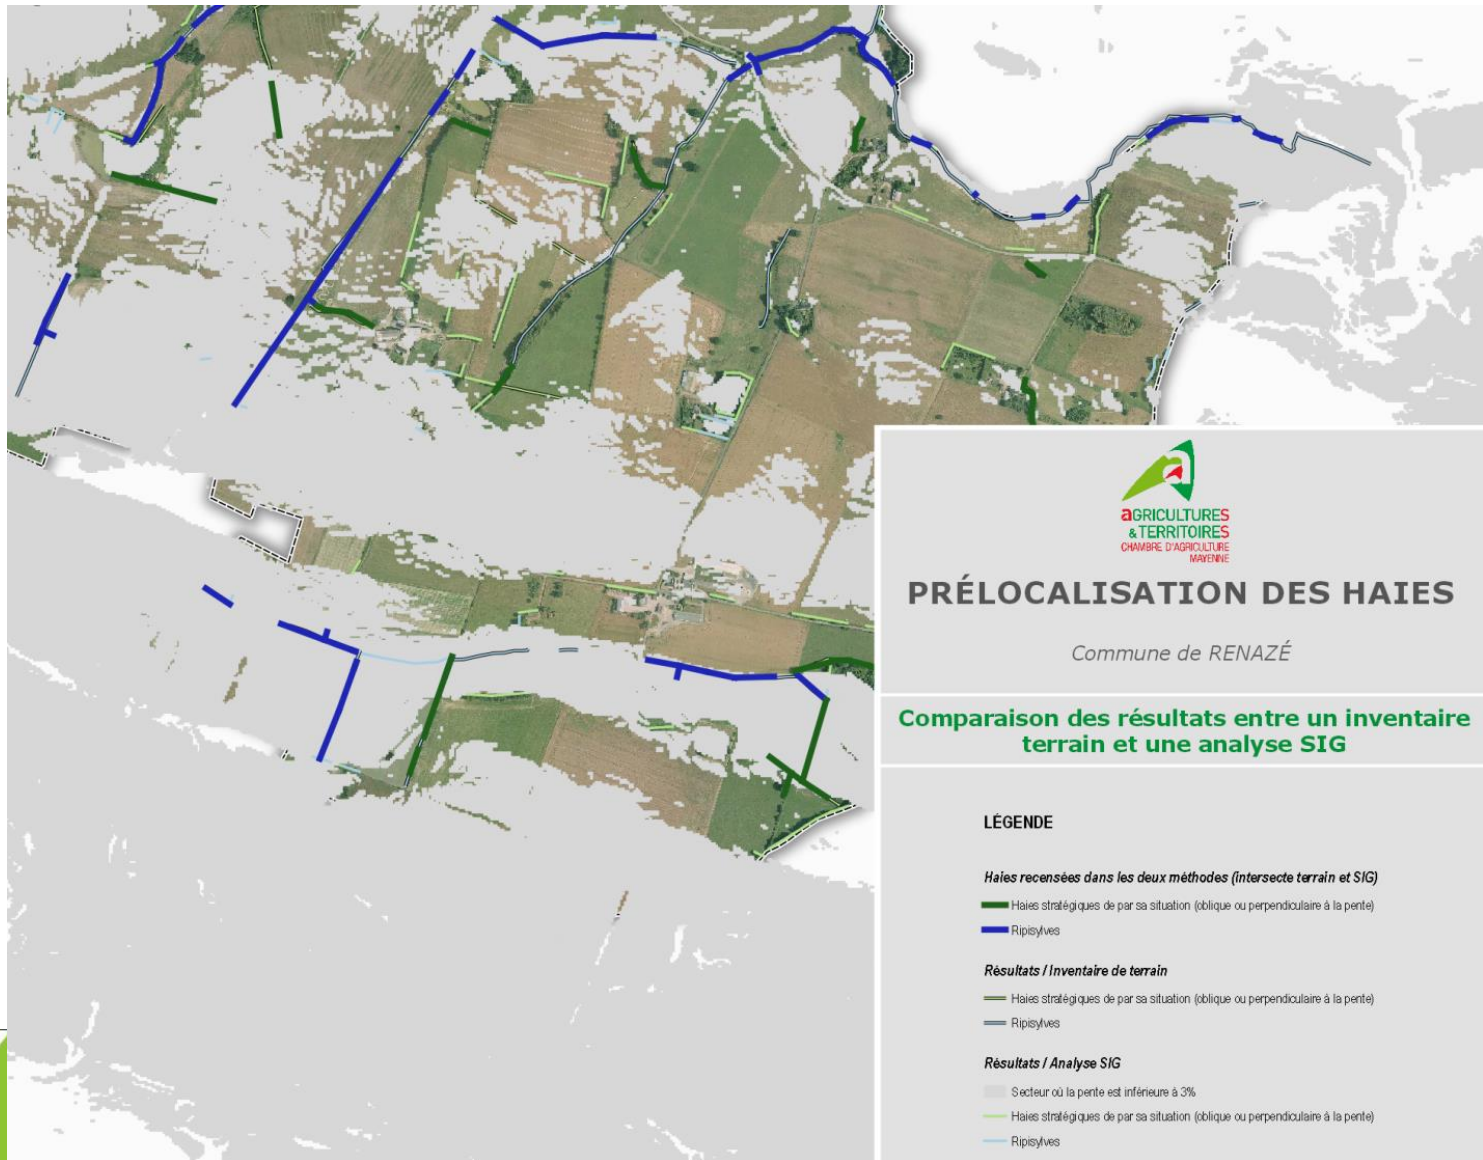 aGRICULTURES
& TERRITOIRES
CHAMBRE D'AGRICULTURE
MAYENNE
PRÉLOCALISATION DES HAIES
Commune de RENAZÉ
Comparaison des résultats entre un inventaire
terrain et une analyse SIG
LÉGENDE
Haies recensées dans les deux méthodes (intersecte terrain et SIG)
Haies stratégiques de par sa situation (oblique ou perpendiculaire à la pente)
Ripisylves
Résultats / Inventaire de terrain
Haies stratégiques de par sa situation (oblique ou perpendiculaire à la pente)
Ripisylves
Résultats / Analyse SIG
Secteur où la pente est inférieure à 3%
Haies stratégiques de par sa situation (oblique ou perpendiculaire à la pente)
Ripisylves